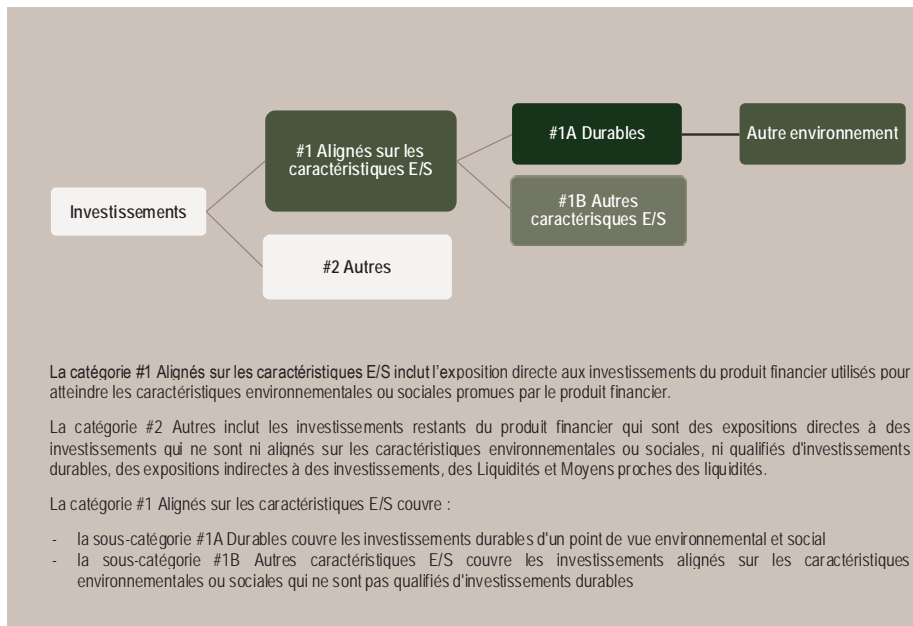 #1 Alignés sur les
caractéristiques E/S
#1A Durables
Autre environnement
Investissements
#1B Autres
caractérisques E/S
#2 Autres
La catégorie #1 Alignés sur les caractéristiques E/S inclut l'exposition directe aux investissements du produit financier utilisés pour
atteindre les caractéristiques environnementales ou sociales promues par le produit financier.
La catégorie #2 Autres inclut les investissements restants du produit financier qui sont des expositions directes à des
investissements qui ne sont ni alignés sur les caractéristiques environnementales ou sociales, ni qualifiés d'investissements
durables, des expositions indirectes à des investissements, des Liquidités et Moyens proches des liquidités.
La catégorie #1 Alignés sur les caractéristiques E/S couvre :
- la sous-catégorie #1A Durables couvre les investissements durables d'un point de vue environnemental et social
- la sous-catégorie #1B Autres caractéristiques E/S couvre les investissements alignés sur les caractéristiques
environnementales ou sociales qui ne sont pas qualifiés d'investissements durables